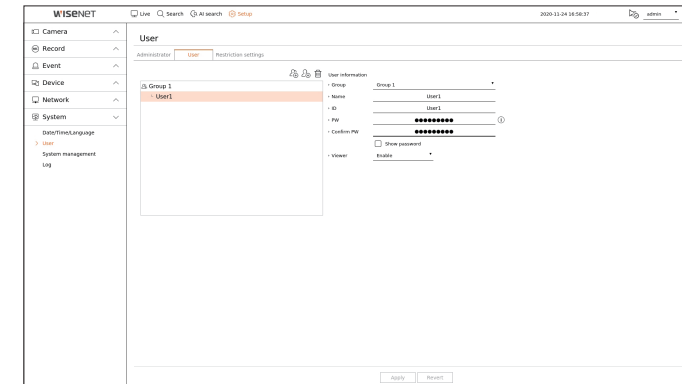 WISENET
Live Search AI search Setup 2020-11-24 16:58:37 admin
Camera
Record
Event
Device
Network
System
Date/Time/Language
User
System management
Log
User
Administrator User Restriction settings
Group 1
User1
User information
Group Group 1
Name User1
ID User1
PW ●●●●●●●●●
Confirm PW ●●●●●●●●●
Show password
Viewer Enable
Apply Revert